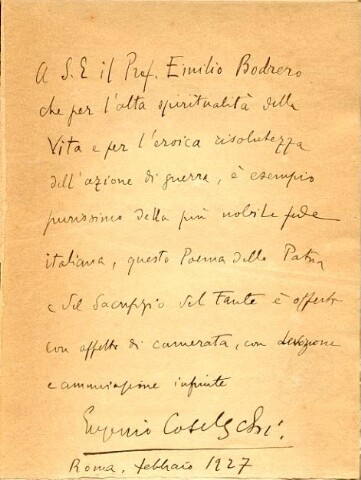 A S. E il Prof. Emilio Bodrero
che per l'alta spiritualità della
Vita e per l'eroica risolutezza
dell'azione di guerra, è esempio
purissimo della più nobile fede
italiana, questo Poema della Patria
e del Sacrifizio del Fante è offerto
con affetto di camerata, con devozione
e ammirazione infinite
Eugenio Coselschi.
Roma, febbraio 1927